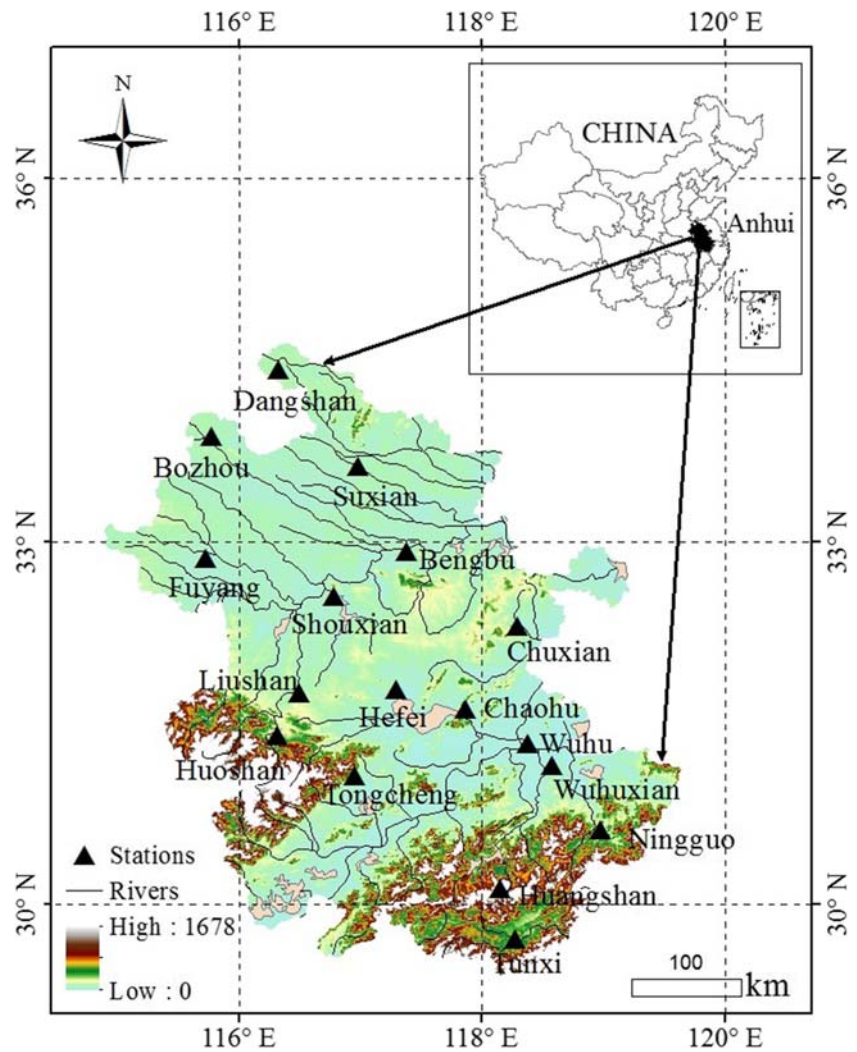 116° E 118° E 120° E
N
CHINA
36° N 36° N
Anhui
Dangshan
Bozhou
Suxian
33° N 33° N
Bengbu
Fuyang
Shouxian
Chuxian
Liushan
Hefei Chaohu
Wuhu
Huoshan
Wuhuxian
Tongcheng
Ningguo
Stations
Rivers
Huangshan
30° N 30° N
High : 1678
Tunxi
100
Low : 0
km
116° E 118° E 120° E